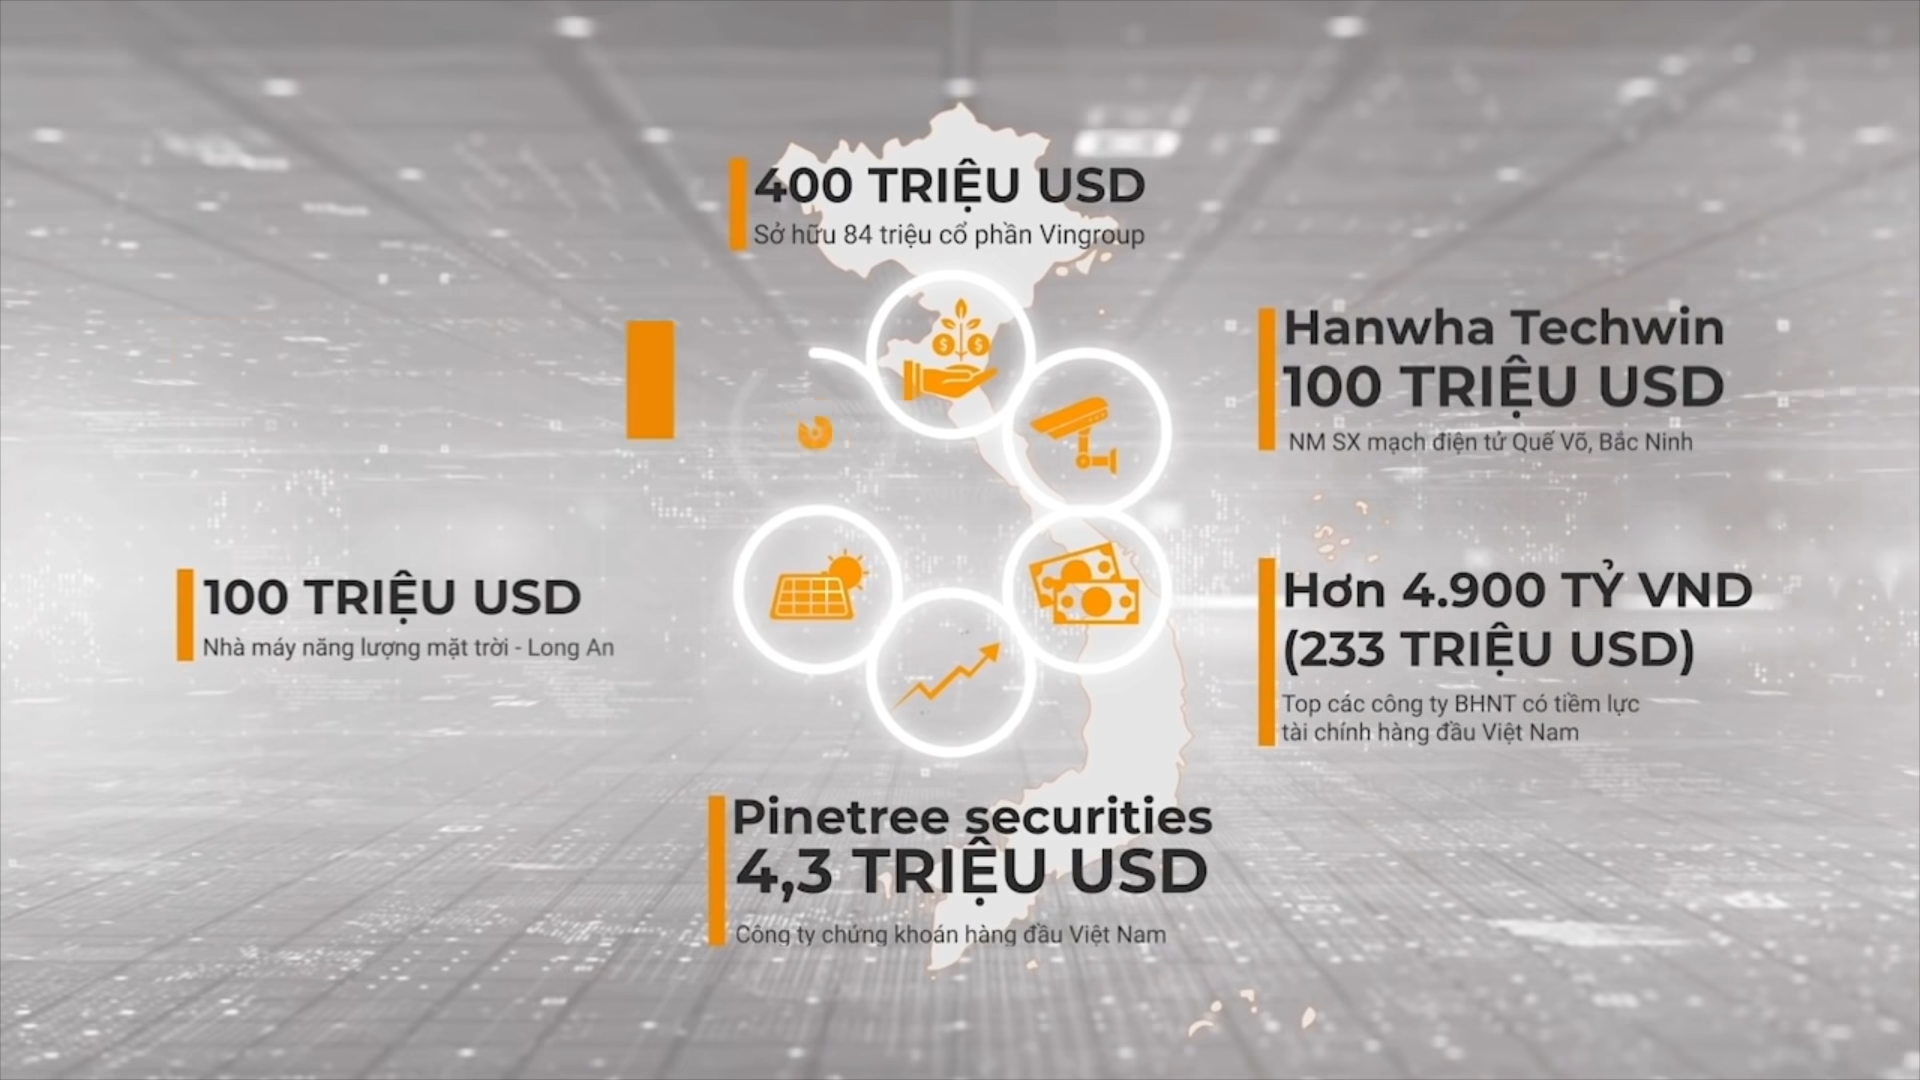 400 TRIỆU USD
Sở hữu 84 triệu cổ phần Vingroup
Hanwha Techwin
100 TRIỆU USD
NM SX mạch điện tử Quế Võ, Bắc Ninh
Hơn 4.900 TỶ VND
(233 TRIỆU USD)
Top các công ty BHNT có tiềm lực
tài chính hàng đầu Việt Nam
Pinetree securities
4,3 TRIỆU USD
Công ty chứng khoán hàng đầu Việt Nam
100 TRIỆU USD
Nhà máy năng lượng mặt trời - Long An